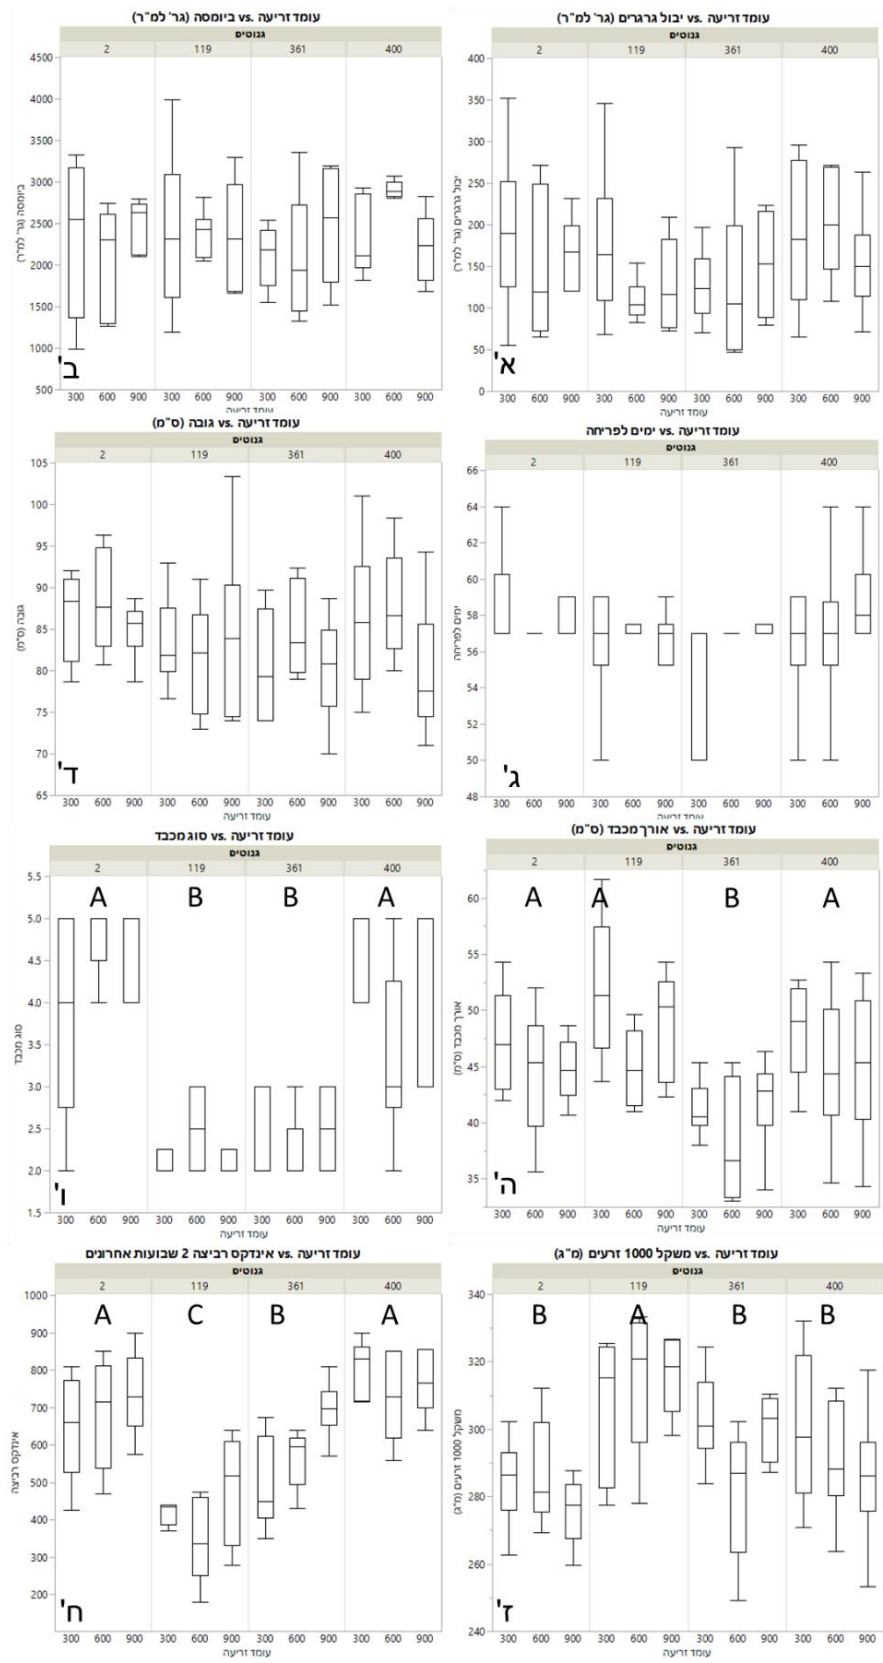 עומד זריעה vs. יבול גרגרים (גר' למ"ר)
גנוטים
2 119 361 400
400
350
300
250
200
150
100
50
0
יבול גרגרים (גר' למ"ר)
א'
300 600 900 300 600 900 300 600 900 300 600 900
עומד זריעה
עומד זריעה vs. ביומסה (גר' למ"ר)
גנוטים
2 119 361 400
4500
4000
3500
3000
2500
2000
1500
1000
500
ביומסה (גר' למ"ר)
ב'
300 600 900 300 600 900 300 600 900 300 600 900
עומד זריעה
עומד זריעה vs. ימים לפריחה
גנוטים
2 119 361 400
66
64
62
60
58
56
54
52
50
48
ימים לפריחה
ג'
300 600 900 300 600 900 300 600 900 300 600 900
עומד זריעה
עומד זריעה vs. גובה (ס"מ)
גנוטים
2 119 361 400
105
100
95
90
85
80
75
70
65
גובה (ס"מ)
ד'
300 600 900 300 600 900 300 600 900 300 600 900
עומד זריעה
עומד זריעה vs. אורך מכבד (ס"מ)
גנוטים
2 119 361 400
A A B A
60
55
50
45
40
35
אורך מכבד (ס"מ)
ה'
300 600 900 300 600 900 300 600 900 300 600 900
עומד זריעה
עומד זריעה vs. סוג מכבד
גנוטים
2 119 361 400
A B B A
5.5
5.0
4.5
4.0
3.5
3.0
2.5
2.0
1.5
סוג מכבד
ו'
300 600 900 300 600 900 300 600 900 300 600 900
עומד זריעה
עומד זריעה vs. משקל 1000 זרעים (מ"ג)
גנוטים
2 119 361 400
B A B B
340
320
300
280
260
240
משקל 1000 זרעים (מ"ג)
ז'
300 600 900 300 600 900 300 600 900 300 600 900
עומד זריעה
עומד זריעה vs. אינדקס רביצה 2 שבועות אחרונים
גנוטים
2 119 361 400
A C B A
1000
900
800
700
600
500
400
300
200
אינדקס רביצה
ח'
300 600 900 300 600 900 300 600 900 300 600 900
עומד זריעה